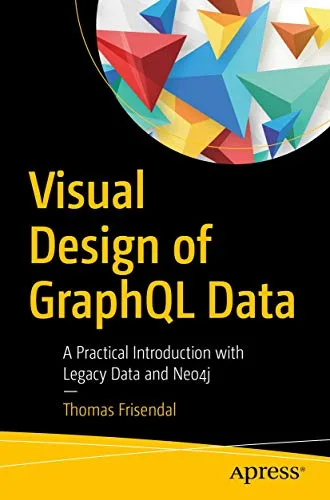 Visual
Design of
GraphQL Data
A Practical Introduction with
Legacy Data and Neo4j
—
Thomas Frisendal
Apress®